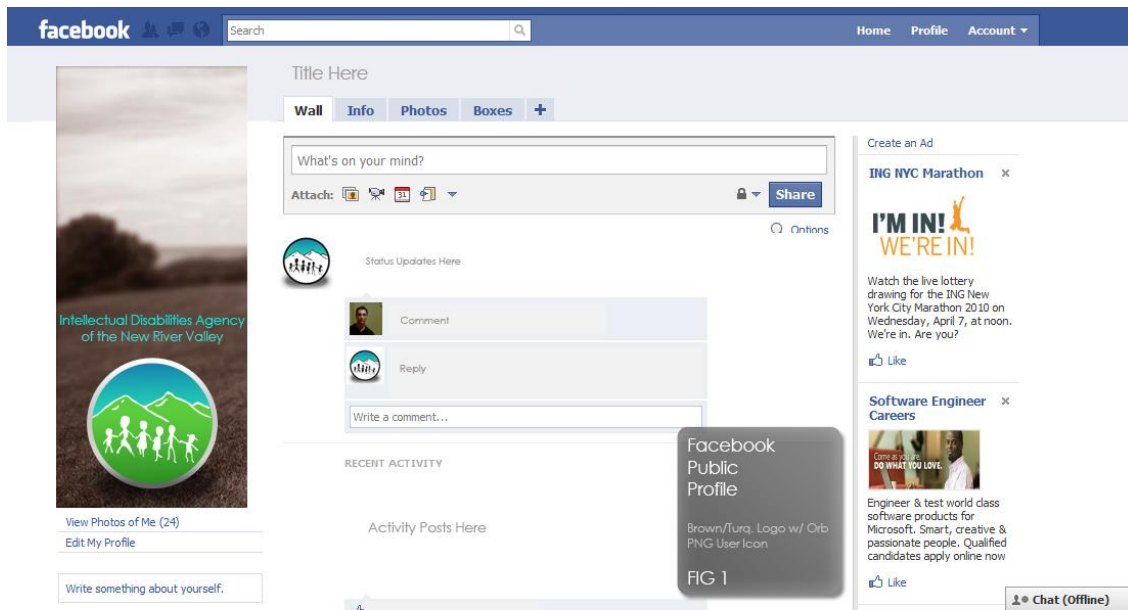 facebook
Search
Home Profile Account
Title Here
Wall Info Photos Boxes +
What's on your mind?
Attach:
31
Share
Options
Status Updates Here
Comment
Reply
Write a comment...
RECENT ACTIVITY
Activity Posts Here
Intellectual Disabilities Agency
of the New River Valley
View Photos of Me (24)
Edit My Profile
Write something about yourself.
Facebook
Public
Profile
Brown/Turq. Logo w/ Orb
PNG User Icon
FIG 1
Create an Ad
ING NYC Marathon
I'M IN!
WE'RE IN!
Watch the live lottery
drawing for the ING New
York City Marathon 2010 on
Wednesday, April 7, at noon.
We're in. Are you?
Like
Software Engineer
Careers
Come as you are.
DO WHAT YOU LOVE.
Engineer & test world class
software products for
Microsoft. Smart, creative &
passionate people. Qualified
candidates apply online now
Like
Chat (Offline)